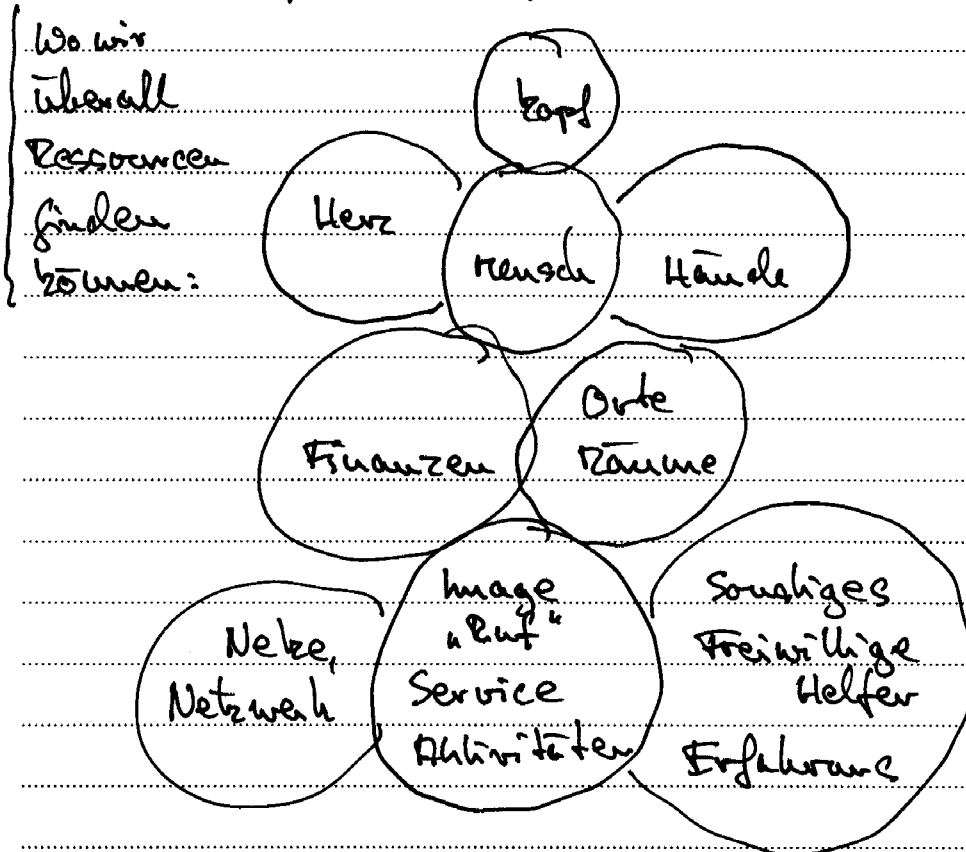 Wo wir
überall
Ressourcen
finden
können:
Kopf
Herz
Mensch
Hände
Finanzen
Orte
Räume
Netze,
Netzwerk
Image
„Ruf“
Service
Aktivitäten
Sonstiges
Freiwillige
Helfer
Erfahrung